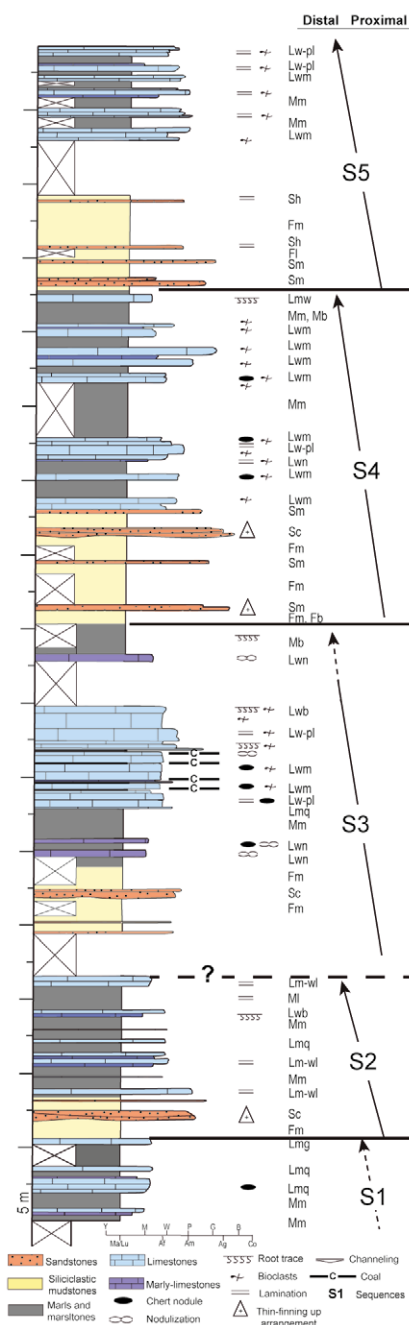 Distal Proximal
Lw-pl
Lw-pl
Lwm
Mm
Mm
Lwm
S5
Sh
Fm
Sh
Fl
Sm
Sm
Lmw
Mm, Mb
Lwm
Lwm
Lwm
Lwm
Mm
S4
Lwm
Lw-pl
Lwn
Lwm
Lwm
Sm
Sc
Fm
Sm
Fm
Sm
Fm, Fb
Mb
Lwn
Lwb
Lw-pl
C
C
Lwm
C
Lwm
C
Lw-pl
Lmq
Mm
S3
Lwn
Lwn
Fm
Sc
Fm
?
Lm-wl
Ml
Lwb
Mm
Lmq
S2
Lm-wl
Mm
Lm-wl
Sc
Fm
Lmg
Lmq
Lmq
S1
Mm
Mm
5 m
Y M W P G B
Ma/Lu Af Am Ag Co
Sandstones Limestones Root trace Channeling
Siliciclastic mudstones Marly-limestones Bioclasts C Coal
Marls and marsltones Chert nodule Lamination S1 Sequences
Nodulization Thin-finning up arrangement